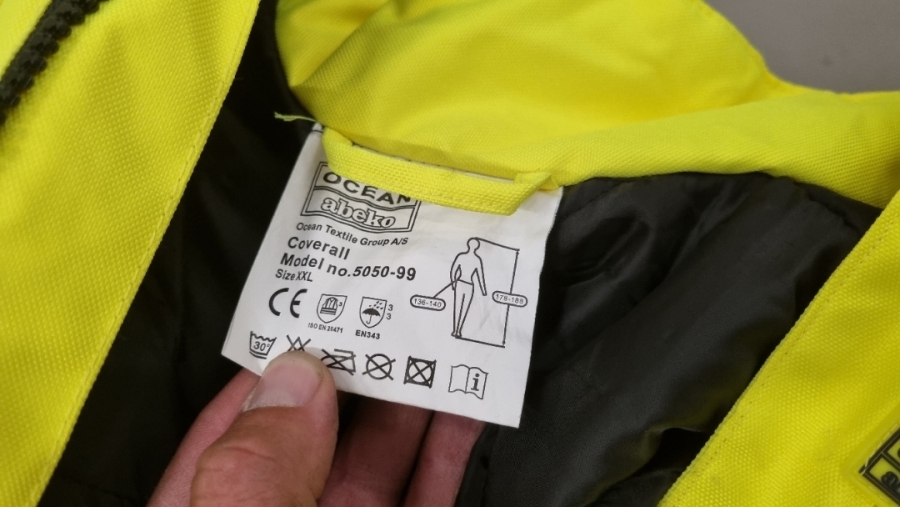 OCEAN
abeko
Ocean Textile Group A/S
Coverall
Model no.5050-99
Size XXL
CE
3
3
3
ISO EN 20471
EN343
136-140
176-188
30°
i